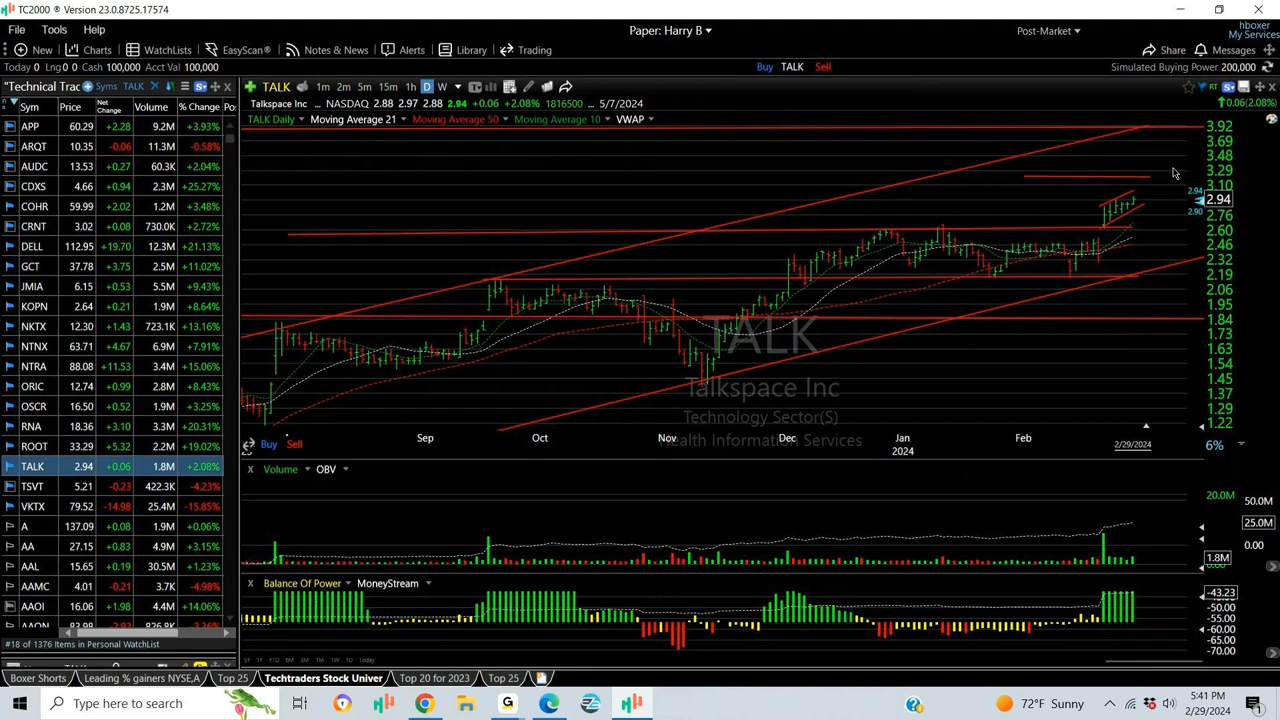 TC2000 ® Version 23.0.8725.17574
File Tools Help
Paper: Harry B
hboxer
My Services
Post-Market
New Charts WatchLists EasyScan® Notes & News Alerts Library Trading
Share Messages
Today 0 Lng 0 0 Cash 100,000 Acct Val 100,000
Buy TALK Sell
Simulated Buying Power 200,000
"Technical Trac Syms TALK
Sym Price Net Change Volume % Change Po
APP 60.29 +2.28 9.2M +3.93%
ARQT 10.35 -0.06 11.3M -0.58%
AUDC 13.53 +0.27 60.3K +2.04%
CDXS 4.66 +0.94 2.3M +25.27%
COHR 59.99 +2.02 1.2M +3.48%
CRNT 3.02 +0.08 730.0K +2.72%
DELL 112.95 +19.70 12.3M +21.13%
GCT 37.78 +3.75 2.5M +11.02%
JMIA 6.15 +0.53 5.5M +9.43%
KOPN 2.64 +0.21 1.9M +8.64%
NKTX 12.30 +1.43 723.1K +13.16%
NTNX 63.71 +4.67 6.9M +7.91%
NTRA 88.08 +11.53 3.4M +15.06%
ORIC 12.74 +0.99 2.8M +8.43%
OSCR 16.50 +0.52 1.9M +3.25%
RNA 18.36 +3.10 3.3M +20.31%
ROOT 33.29 +5.32 2.2M +19.02%
TALK 2.94 +0.06 1.8M +2.08%
TSVT 5.21 -0.23 422.3K -4.23%
VKTX 79.52 -14.98 25.4M -15.85%
A 137.09 +0.08 1.9M +0.06%
AA 27.15 +0.83 4.9M +3.15%
AAL 15.65 +0.19 30.5M +1.23%
AAMC 4.01 -0.21 3.7K -4.98%
AAOI 16.06 +1.98 4.4M +14.06%
#18 of 1376 Items in Personal WatchList
TALK 1m 2m 5m 15m 1h D W
RT
Talkspace Inc ... NASDAQ 2.88 2.97 2.88 2.94 +0.06 +2.08% 1816500 5/7/2024
0.06(2.08%)
TALK Daily Moving Average 21 Moving Average 50 Moving Average 10 VWAP
3.92
3.69
3.48
3.29
3.10
2.94
2.94
2.90
2.76
2.60
2.46
2.32
2.19
2.06
1.95
1.84
1.73
1.63
1.54
1.45
1.37
1.29
1.22
TALK
Talkspace Inc
Technology Sector(S)
Health Information Services
Buy Sell
Sep Oct Nov Dec Jan Feb 2/29/2024
2024
6%
X Volume OBV
20.0M 50.0M
25.0M
0.00
1.8M
X Balance Of Power MoneyStream
-43.23
-50.00
-55.00
-60.00
-65.00
-70.00
Today
Boxer Shorts Leading % gainers NYSE,A Top 25 Techtraders Stock Univer Top 20 for 2023 Top 25
Type here to search
72°F Sunny
5:41 PM
2/29/2024